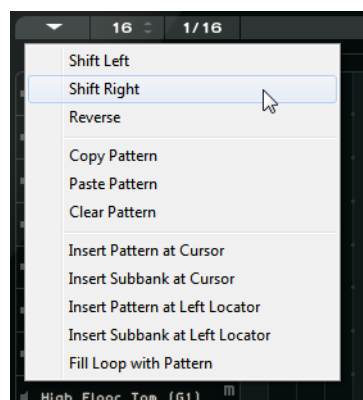 16 1/16
Shift Left
Shift Right
Reverse
Copy Pattern
Paste Pattern
Clear Pattern
Insert Pattern at Cursor
Insert Subbank at Cursor
Insert Pattern at Left Locator
Insert Subbank at Left Locator
Fill Loop with Pattern
High Floor Tom (G1) m